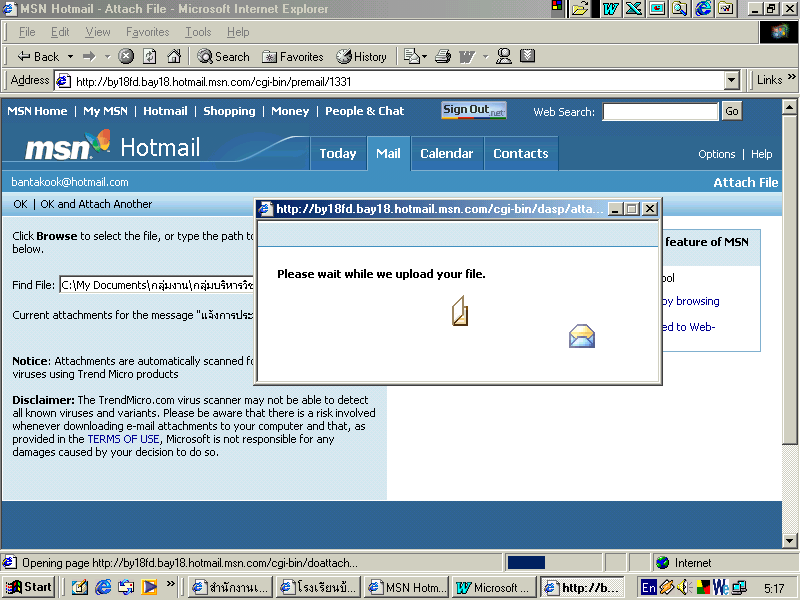 MSN Hotmail - Attach File - Microsoft Internet Explorer
File Edit View Favorites Tools Help
Back Search Favorites History
Address http://by18fd.bay18.hotmail.msn.com/cgi-bin/premail/1331 Links »
MSN Home | My MSN | Hotmail | Shopping | Money | People & Chat Sign Out .net Web Search: Go
msn Hotmail Today Mail Calendar Contacts Options | Help
bantakook@hotmail.com Attach File
OK | OK and Attach Another
http://by18fd.bay18.hotmail.msn.com/cgi-bin/dasp/atta...
Please wait while we upload your file.
Click Browse to select the file, or type the path to
below.
Find File: C:\My Documents\กลุ่มงาน\กลุ่มบริหารวิช
Current attachments for the message "แจ้งการประ
Notice: Attachments are automatically scanned fo
viruses using Trend Micro products
Disclaimer: The TrendMicro.com virus scanner may not be able to detect
all known viruses and variants. Please be aware that there is a risk involved
whenever downloading e-mail attachments to your computer and that, as
provided in the TERMS OF USE, Microsoft is not responsible for any
damages caused by your decision to do so.
feature of MSN
ool
by browsing
ed to Web-
Opening page http://by18fd.bay18.hotmail.msn.com/cgi-bin/doattach... Internet
Start » สำนักงานเ... โรงเรียนบ้... MSN Hotm... Microsoft ... http://b... En 5:17